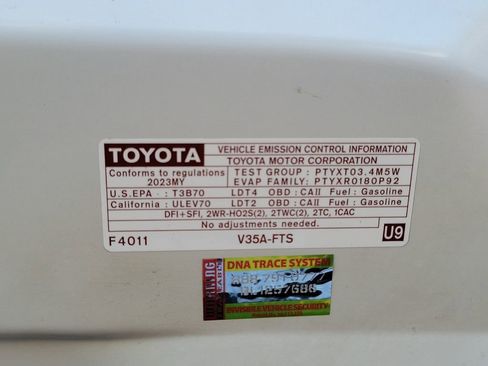 TOYOTA
VEHICLE EMISSION CONTROL INFORMATION
TOYOTA MOTOR CORPORATION
Conforms to regulations
2023MY
TEST GROUP : PTYXT03.4M5W
EVAP FAMILY: PTYXR0180P92
U.S.EPA : T3B70 LDT4 OBD : CAII Fuel : Gasoline
California : ULEV70 LDT2 OBD : CAII Fuel : Gasoline
DFI+SFI, 2WR-HO2S(2), 2TWC(2), 2TC, 1CAC
No adjustments needed.
F4011 V35A-FTS U9
WARNING
DNA TRACE SYSTEM
INVISIBLE VEHICLE SECURITY